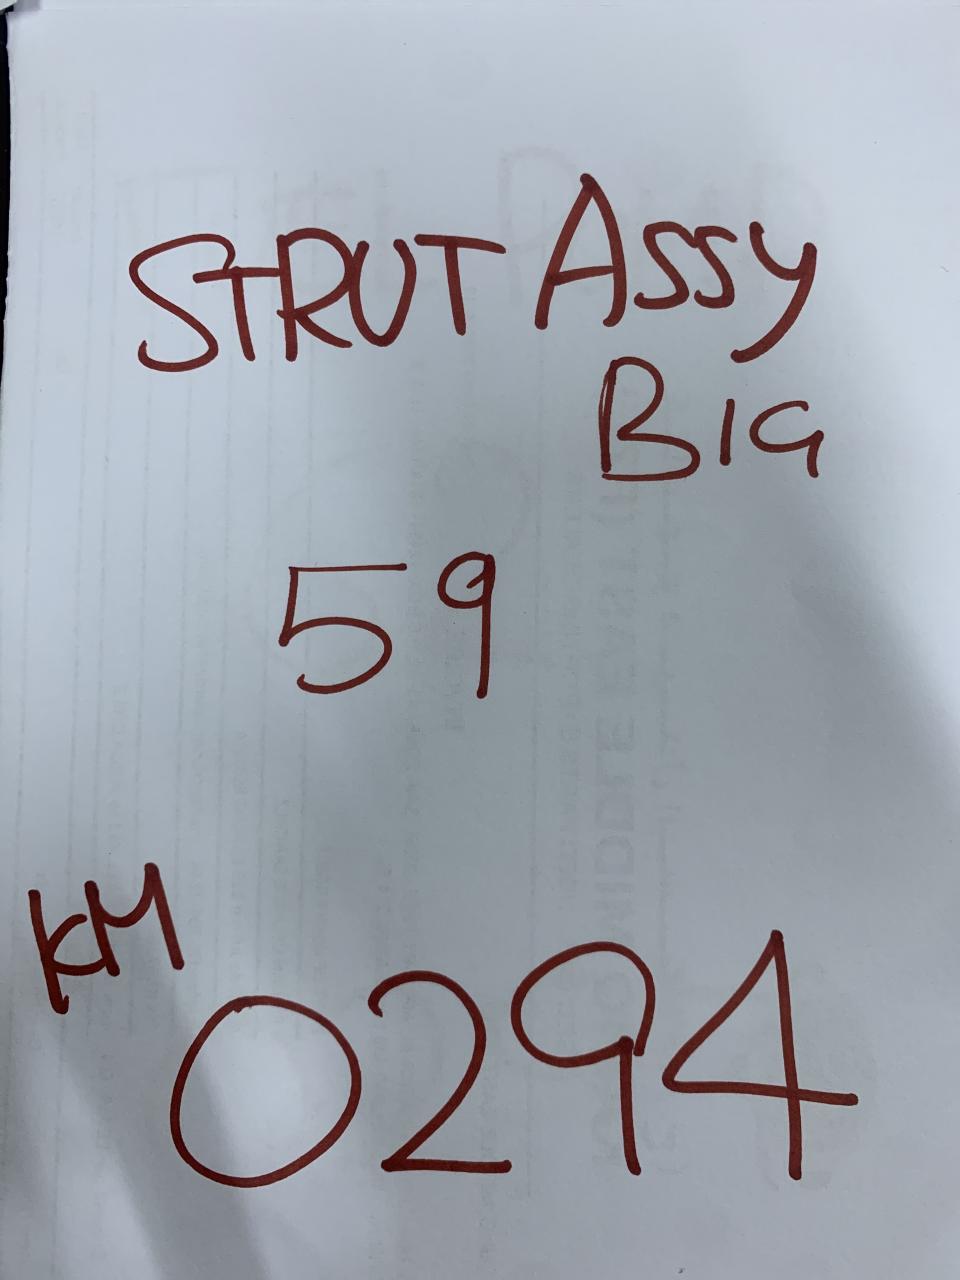 STRUT ASSY
BIG
59
KM
0294